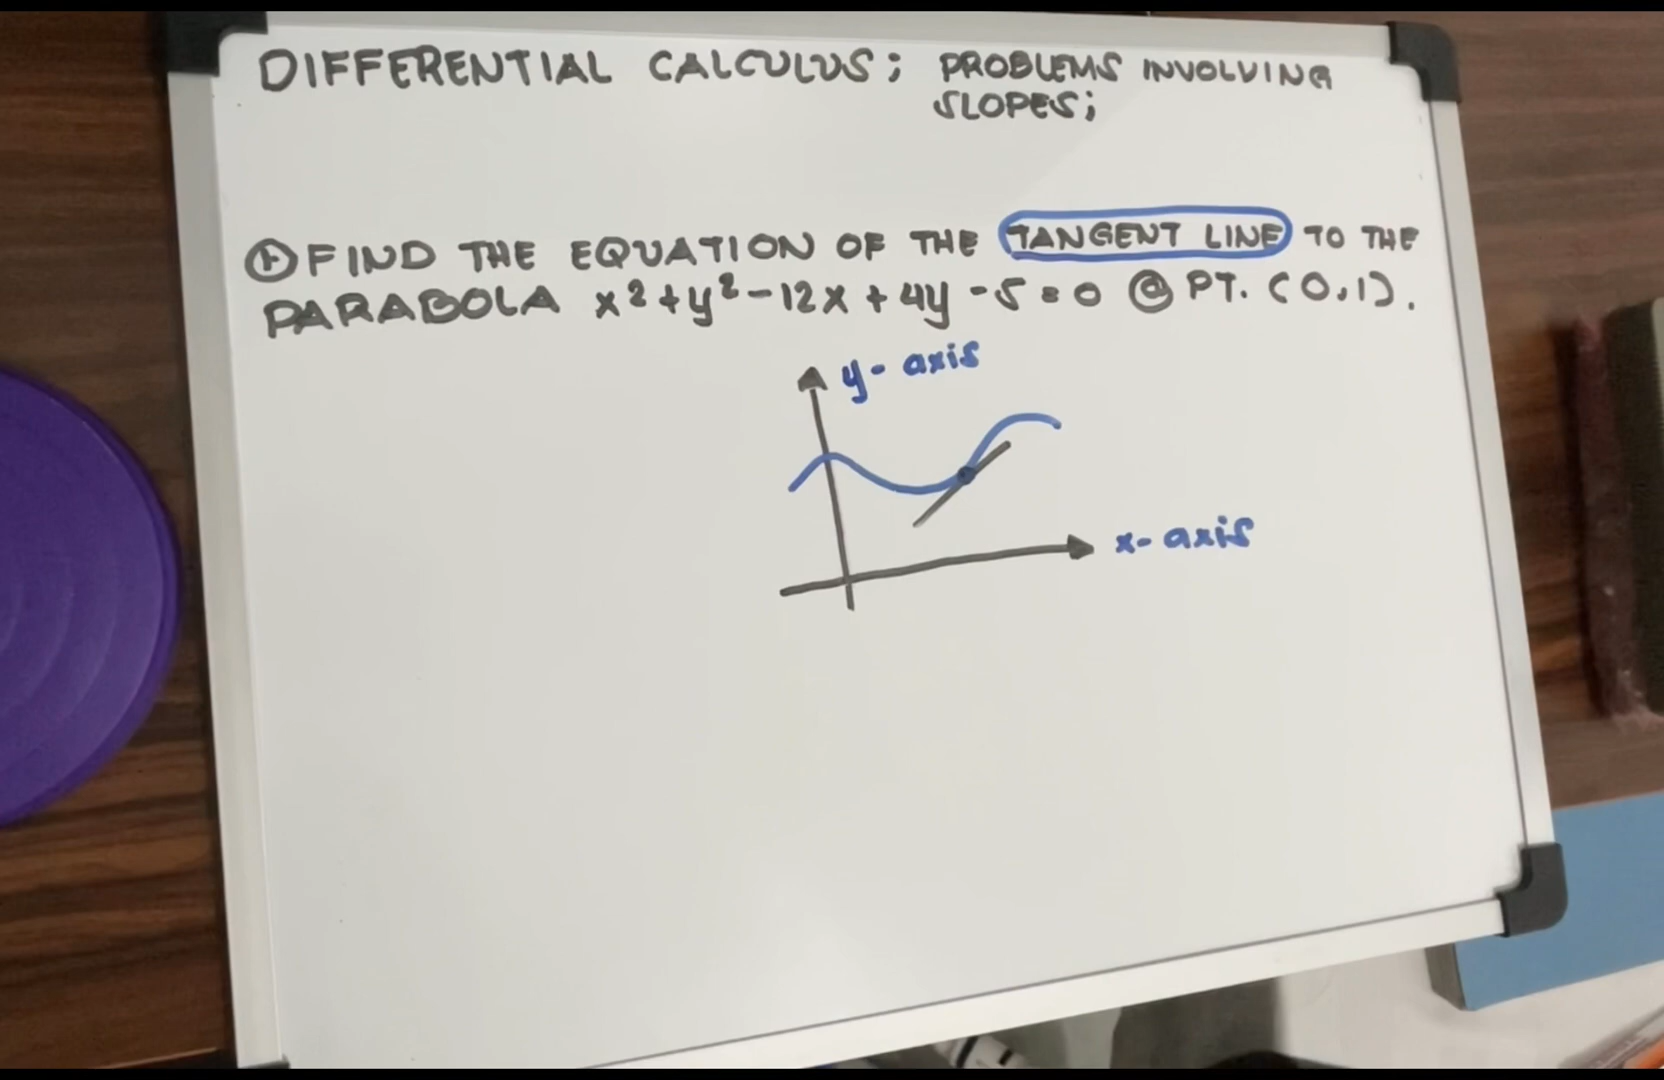 DIFFERENTIAL CALCULUS; PROBLEMS INVOLVING
SLOPES;
① FIND THE EQUATION OF THE TANGENT LINE TO THE
PARABOLA x²+y²-12x+4y-5=0 @ PT. (0,1).
y-axis
x-axis